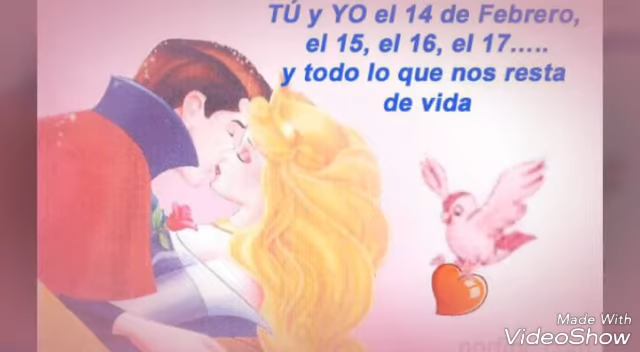 TÚ y YO el 14 de Febrero,
el 15, el 16, el 17.....
y todo lo que nos resta
de vida
Made With
VideoShow